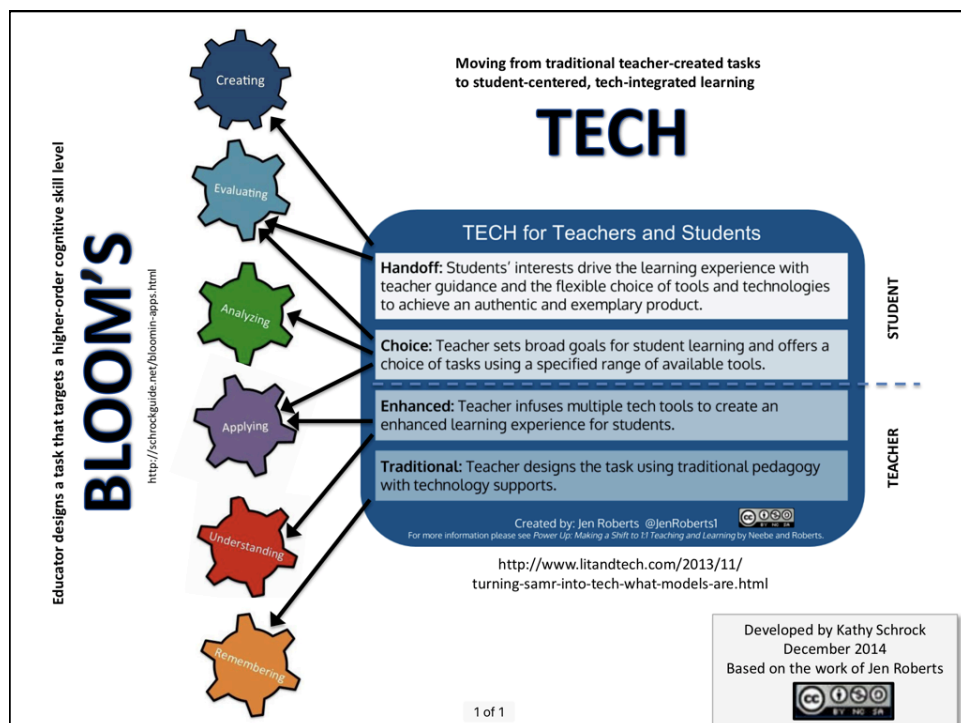 Moving from traditional teacher-created tasks
to student-centered, tech-integrated learning
TECH
Educator designs a task that targets a higher-order cognitive skill level
BLOOM'S
http://schrockguide.net/bloomin-apps.html
Creating
Evaluating
Analyzing
Applying
Understanding
Remembering
TECH for Teachers and Students
Handoff: Students' interests drive the learning experience with
teacher guidance and the flexible choice of tools and technologies
to achieve an authentic and exemplary product.
Choice: Teacher sets broad goals for student learning and offers a
choice of tasks using a specified range of available tools.
Enhanced: Teacher infuses multiple tech tools to create an
enhanced learning experience for students.
Traditional: Teacher designs the task using traditional pedagogy
with technology supports.
Created by: Jen Roberts @JenRoberts1
cc BY NC SA
For more information please see Power Up: Making a Shift to 1:1 Teaching and Learning by Neebe and Roberts.
STUDENT
TEACHER
http://www.litandtech.com/2013/11/
turning-samr-into-tech-what-models-are.html
Developed by Kathy Schrock
December 2014
Based on the work of Jen Roberts
cc BY NC SA
1 of 1